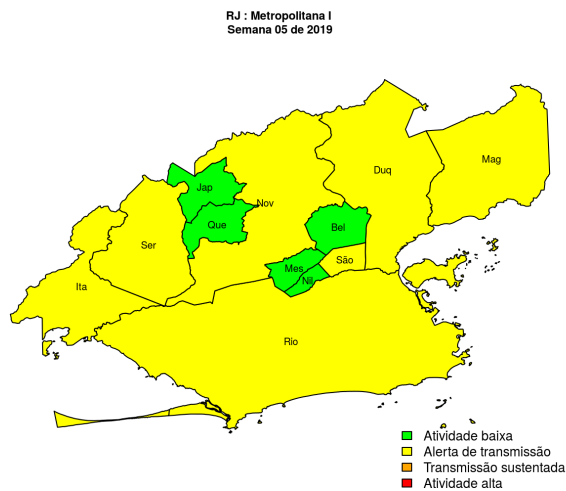 RJ : Metropolitana I
Semana 05 de 2019
Duq
Mag
Jap
Nov
Que
Bel
Ser
São
Mes
Nil
Ita
Rio
Atividade baixa
Alerta de transmissão
Transmissão sustentada
Atividade alta